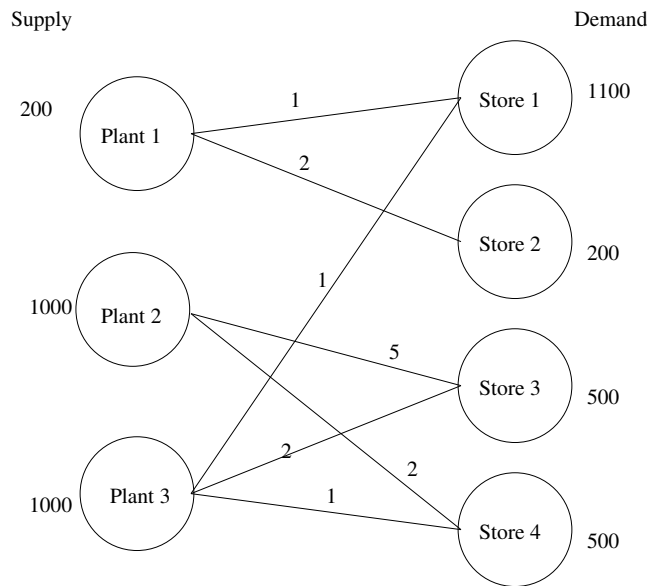 Supply
Demand
200
Plant 1
1
Store 1
1100
2
Store 2
200
1
1000
Plant 2
5
Store 3
500
2
2
1000
Plant 3
1
Store 4
500